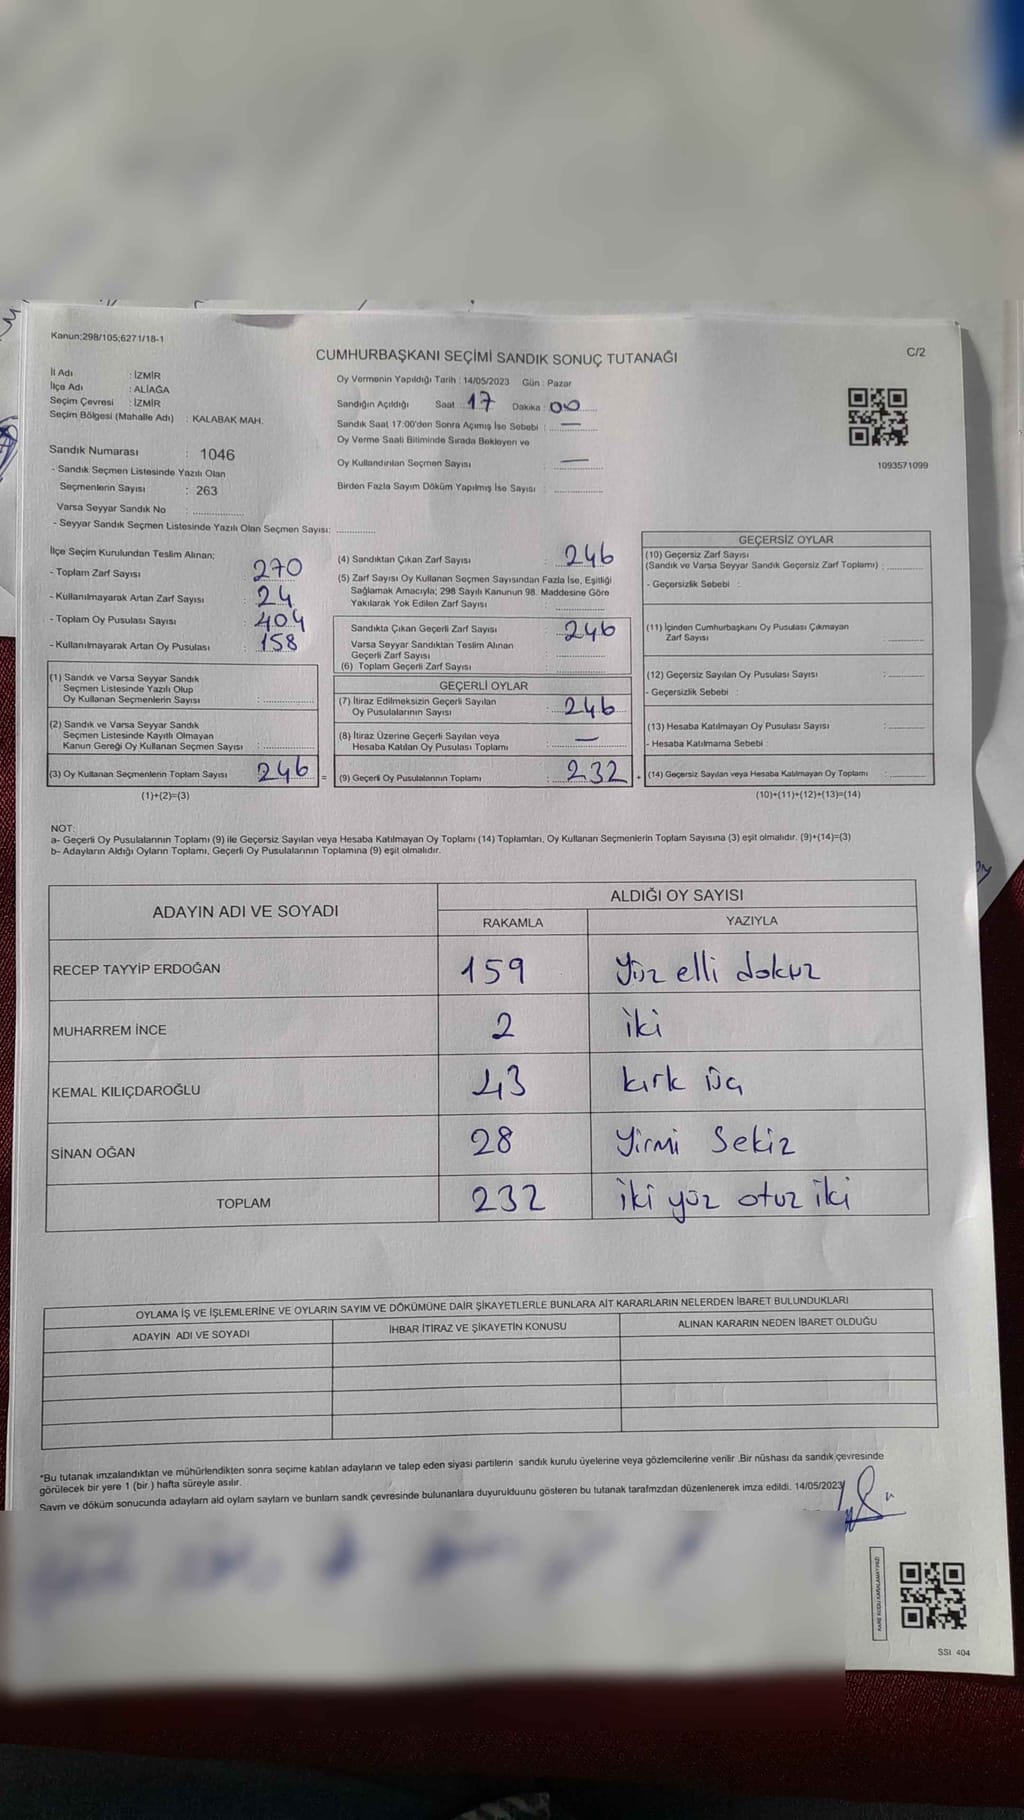 Kanun:298/105;6271/18-1
CUMHURBAŞKANI SEÇİMİ SANDIK SONUÇ TUTANAĞI
C/2
İl Adı : İZMİR
İlçe Adı : ALİAĞA
Seçim Çevresi : İZMİR
Seçim Bölgesi (Mahalle Adı) : KALABAK MAH.
Sandık Numarası : 1046
- Sandık Seçmen Listesinde Yazılı Olan
Seçmenlerin Sayısı : 263
Varsa Seyyar Sandık No : ..............
- Seyyar Sandık Seçmen Listesinde Yazılı Olan Seçmen Sayısı: ............
Oy Vermenin Yapıldığı Tarih : 14/05/2023 Gün : Pazar
Sandığın Açıldığı Saat : 17 Dakika : 00
Sandık Saat 17:00'den Sonra Açımış İse Sebebi : —
Oy Verme Saati Bitiminde Sırada Bekleyen ve
Oy Kullandırılan Seçmen Sayısı : —
Birden Fazla Sayım Döküm Yapılmış İse Sayısı : ..............
1093571099
İlçe Seçim Kurulundan Teslim Alınan;
- Toplam Zarf Sayısı : 270
- Kullanılmayarak Artan Zarf Sayısı : 24
- Toplam Oy Pusulası Sayısı : 404
- Kullanılmayarak Artan Oy Pusulası : 158
(1) Sandık ve Varsa Seyyar Sandık
Seçmen Listesinde Yazılı Olup
Oy Kullanan Seçmenlerin Sayısı : ..............
(2) Sandık ve Varsa Seyyar Sandık
Seçmen Listesinde Kayıtlı Olmayan
Kanun Gereği Oy Kullanan Seçmen Sayısı : ..............
(3) Oy Kullanan Seçmenlerin Toplam Sayısı : 246 =
(1)+(2)=(3)
(4) Sandıktan Çıkan Zarf Sayısı : 246
(5) Zarf Sayısı Oy Kullanan Seçmen Sayısından Fazla İse, Eşitliği
Sağlamak Amacıyla; 298 Sayılı Kanunun 98. Maddesine Göre
Yakılarak Yok Edilen Zarf Sayısı : ..............
Sandıkta Çıkan Geçerli Zarf Sayısı : 246
Varsa Seyyar Sandıktan Teslim Alınan
Geçerli Zarf Sayısı : ..............
(6) Toplam Geçerli Zarf Sayısı : ..............
GEÇERLİ OYLAR
(7) İtiraz Edilmeksizin Geçerli Sayılan
Oy Pusulalarının Sayısı : 246
(8) İtiraz Üzerine Geçerli Sayılan veya
Hesaba Katılan Oy Pusulası Toplamı : —
(9) Geçerli Oy Pusulalarının Toplamı : 232 +
GEÇERSİZ OYLAR
(10) Geçersiz Zarf Sayısı
(Sandık ve Varsa Seyyar Sandık Geçersiz Zarf Toplamı) : ..........
- Geçersizlik Sebebi :
(11) İçinden Cumhurbaşkanı Oy Pusulası Çıkmayan
Zarf Sayısı : ..........
(12) Geçersiz Sayılan Oy Pusulası Sayısı : ..........
- Geçersizlik Sebebi :
(13) Hesaba Katılmayan Oy Pusulası Sayısı : ..........
- Hesaba Katılmama Sebebi :
(14) Geçersiz Sayılan veya Hesaba Katılmayan Oy Toplamı : ..........
(10)+(11)+(12)+(13)=(14)
NOT:
a- Geçerli Oy Pusulalarının Toplamı (9) ile Geçersiz Sayılan veya Hesaba Katılmayan Oy Toplamı (14) Toplamları, Oy Kullanan Seçmenlerin Toplam Sayısına (3) eşit olmalıdır. (9)+(14)=(3)
b- Adayların Aldığı Oyların Toplamı, Geçerli Oy Pusulalarının Toplamına (9) eşit olmalıdır.
ADAYIN ADI VE SOYADI ALDIĞI OY SAYISI
RAKAMLA YAZIYLA
RECEP TAYYİP ERDOĞAN 159 Yüz elli dokuz
MUHARREM İNCE 2 iki
KEMAL KILIÇDAROĞLU 43 kırk üç
SİNAN OĞAN 28 Yirmi Sekiz
TOPLAM 232 iki yüz otuz iki
OYLAMA İŞ VE İŞLEMLERİNE VE OYLARIN SAYIM VE DÖKÜMÜNE DAİR ŞİKAYETLERLE BUNLARA AİT KARARLARIN NELERDEN İBARET BULUNDUKLARI
ADAYIN ADI VE SOYADI İHBAR İTİRAZ VE ŞİKAYETİN KONUSU ALINAN KARARIN NEDEN İBARET OLDUĞU
*Bu tutanak imzalandıktan ve mühürlendikten sonra seçime katılan adayların ve talep eden siyasi partilerin sandık kurulu üyelerine veya gözlemcilerine verilir .Bir nüshası da sandık çevresinde
görülecek bir yere 1 (bir ) hafta süreyle asılır.
Sayım ve döküm sonucunda adayların ald oyların sayların ve bunların sandk çevresinde bulunanlara duyurulduunu gösteren bu tutanak tarafmzdan düzenlenerek imza edildi. 14/05/2023
SSI 404